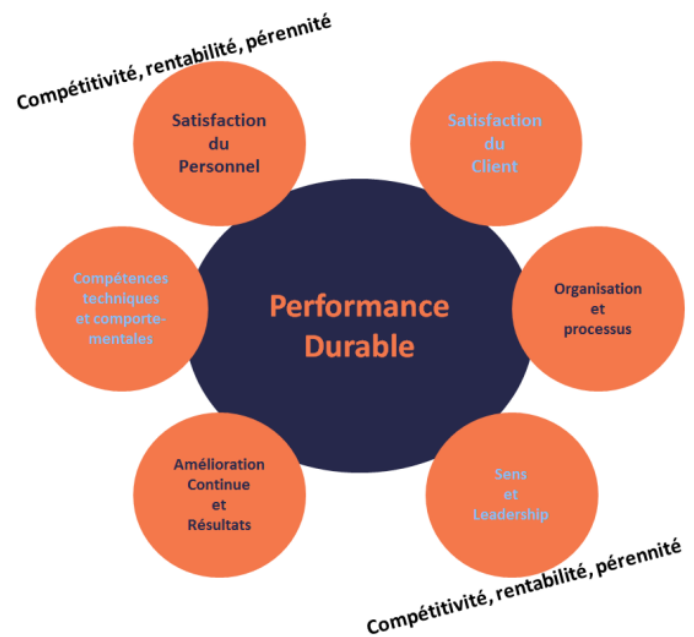 Compétitivité, rentabilité, pérennité
Satisfaction
du
Personnel
Satisfaction
du
Client
Compétences
techniques
et comporte-
mentales
Performance
Durable
Organisation
et
processus
Amélioration
Continue
et
Résultats
Sens
et
Leadership
Compétitivité, rentabilité, pérennité